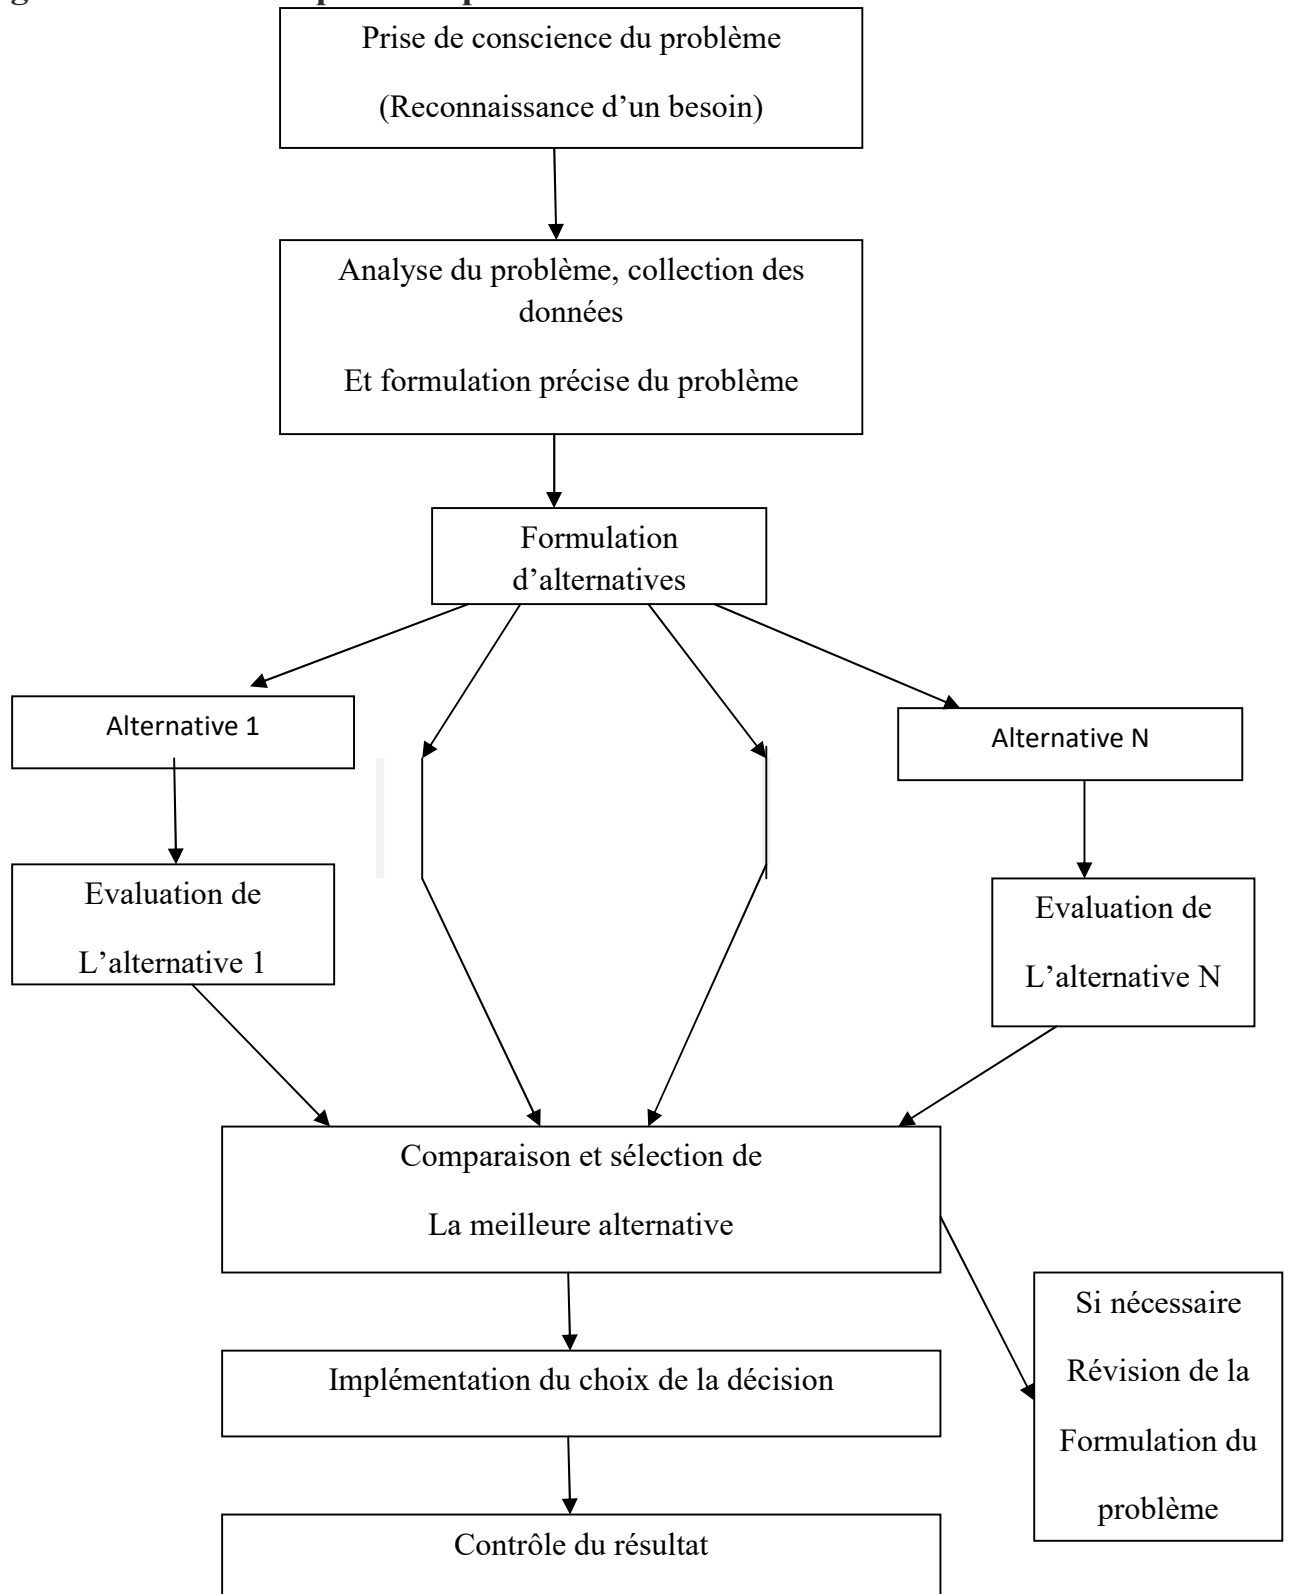 Prise de conscience du problème
(Reconnaissance d’un besoin)
Analyse du problème, collection des
données
Et formulation précise du problème
Formulation
d’alternatives
Alternative 1
Alternative N
Evaluation de
L’alternative 1
Evaluation de
L’alternative N
Comparaison et sélection de
La meilleure alternative
Si nécessaire
Révision de la
Formulation du
problème
Implémentation du choix de la décision
Contrôle du résultat